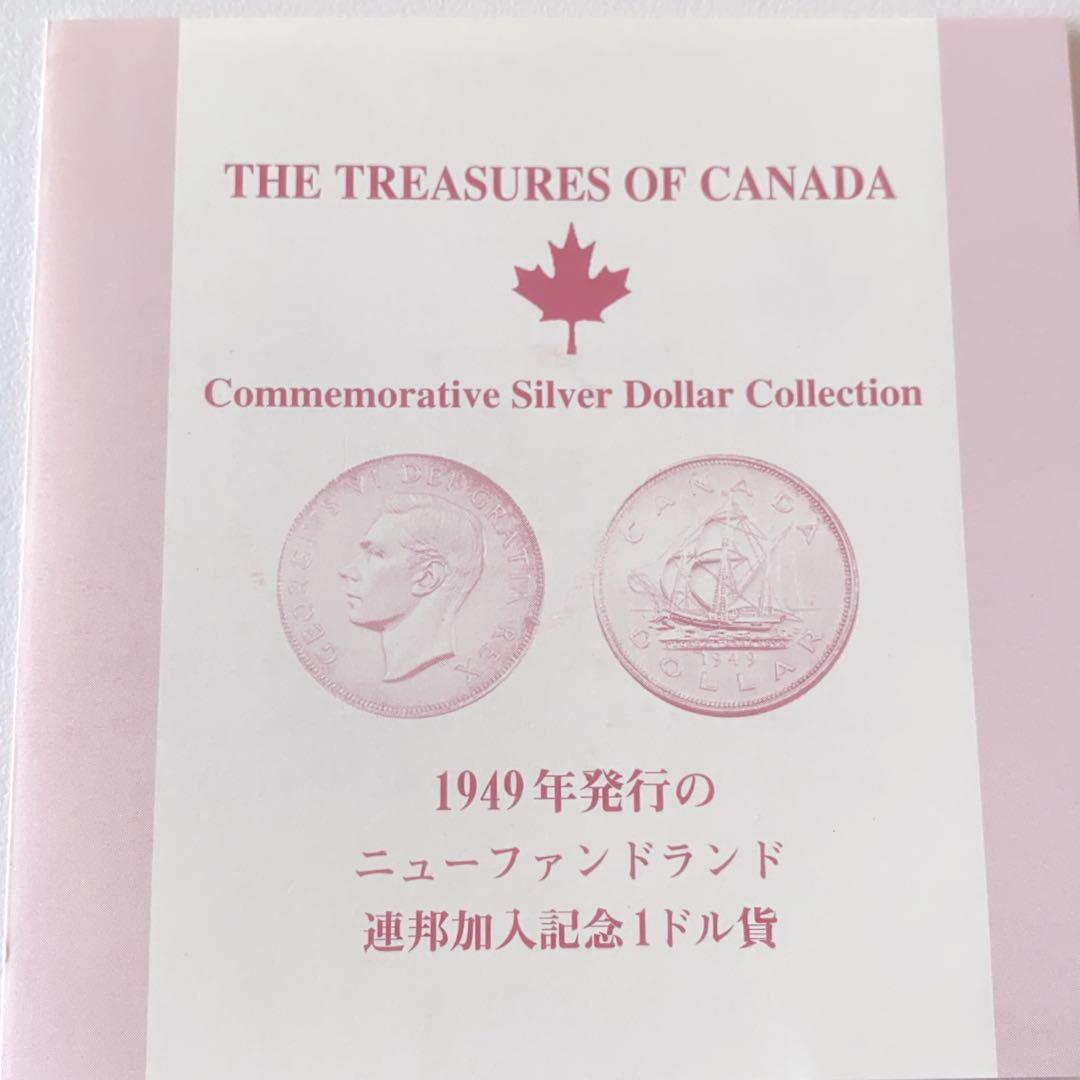 THE TREASURES OF CANADA
Commemorative Silver Dollar Collection
GEORGIVS VI DEI GRATIA REX
CANADA
1949
DOLLAR
1949年発行の
ニューファンドランド
連邦加入記念1ドル貨